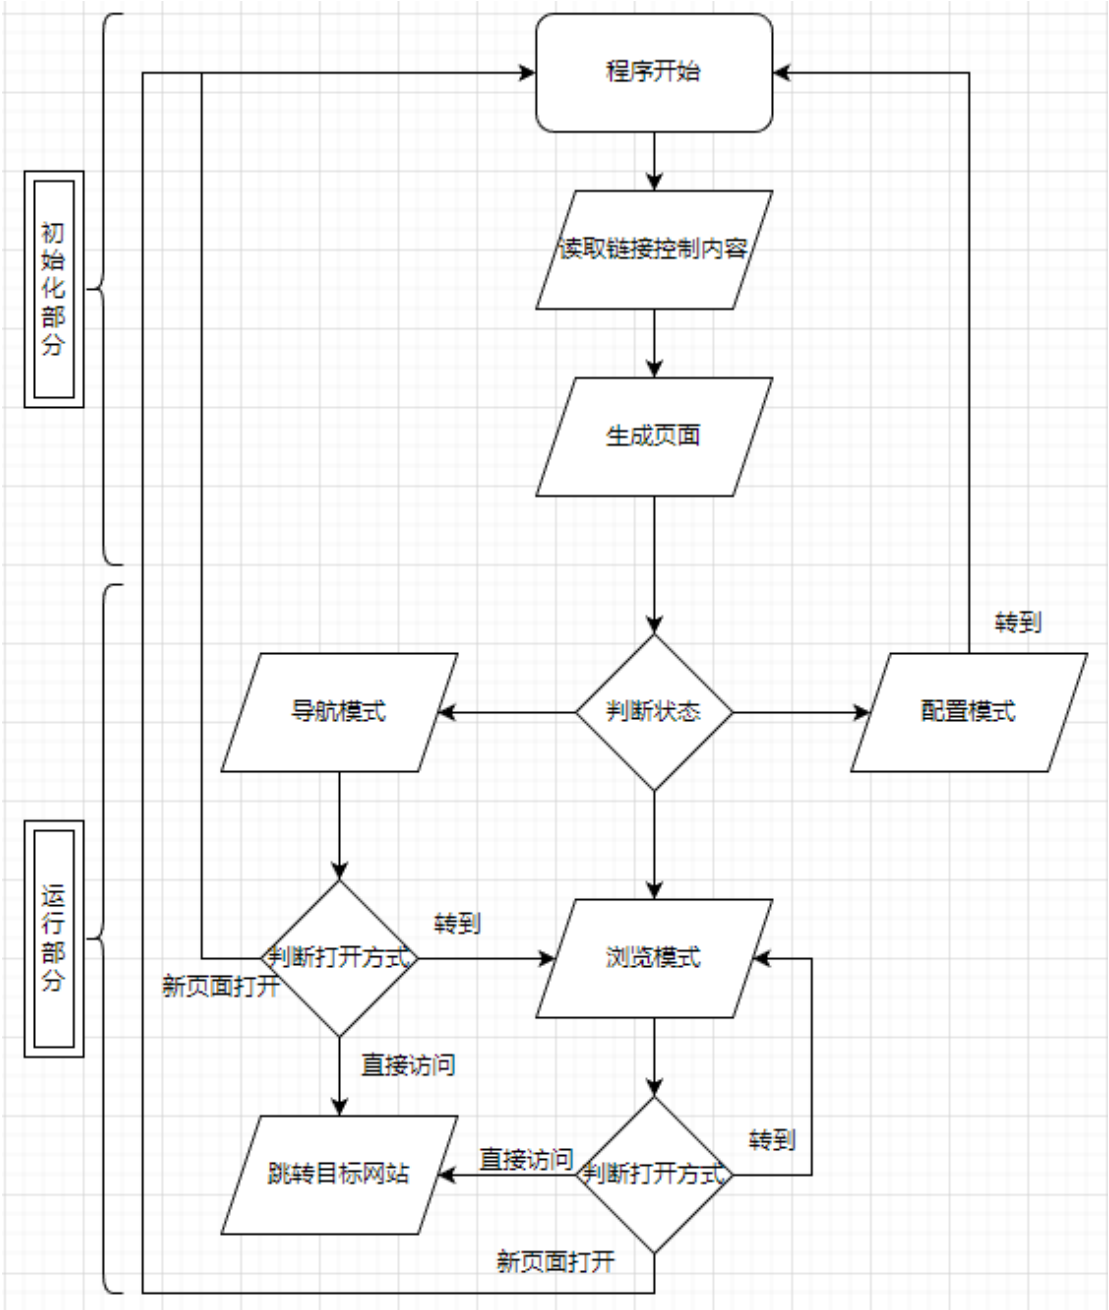 程序开始
读取链接控制内容
初始化部分
生成页面
转到
导航模式
判断状态
配置模式
运行部分
转到
判断打开方式
浏览模式
新页面打开
直接访问
转到
直接访问
跳转目标网站
判断打开方式
新页面打开